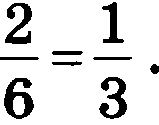 2/6 = 1/3 .